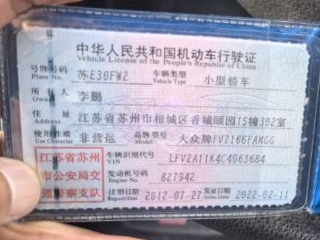 中华人民共和国机动车行驶证
Vehicle License of the People's Republic of China
号牌号码 苏E30FW2 车辆类型 小型轿车
Plate No. Vehicle Type
所有人 李鹏
Owner
住址 江苏省苏州市相城区香城颐园15幢302室
Address
使用性质 非营运 品牌型号 大众牌FV7166FAMGG
Use Character Model
江苏省苏州 车辆识别代号 LFV2A11K4C4063684
VIN
市公安局交 发动机号码 827942
Engine No.
通警察支队 注册日期 2012-07-27 发证日期 2022-02-11
Register Date Issue Date